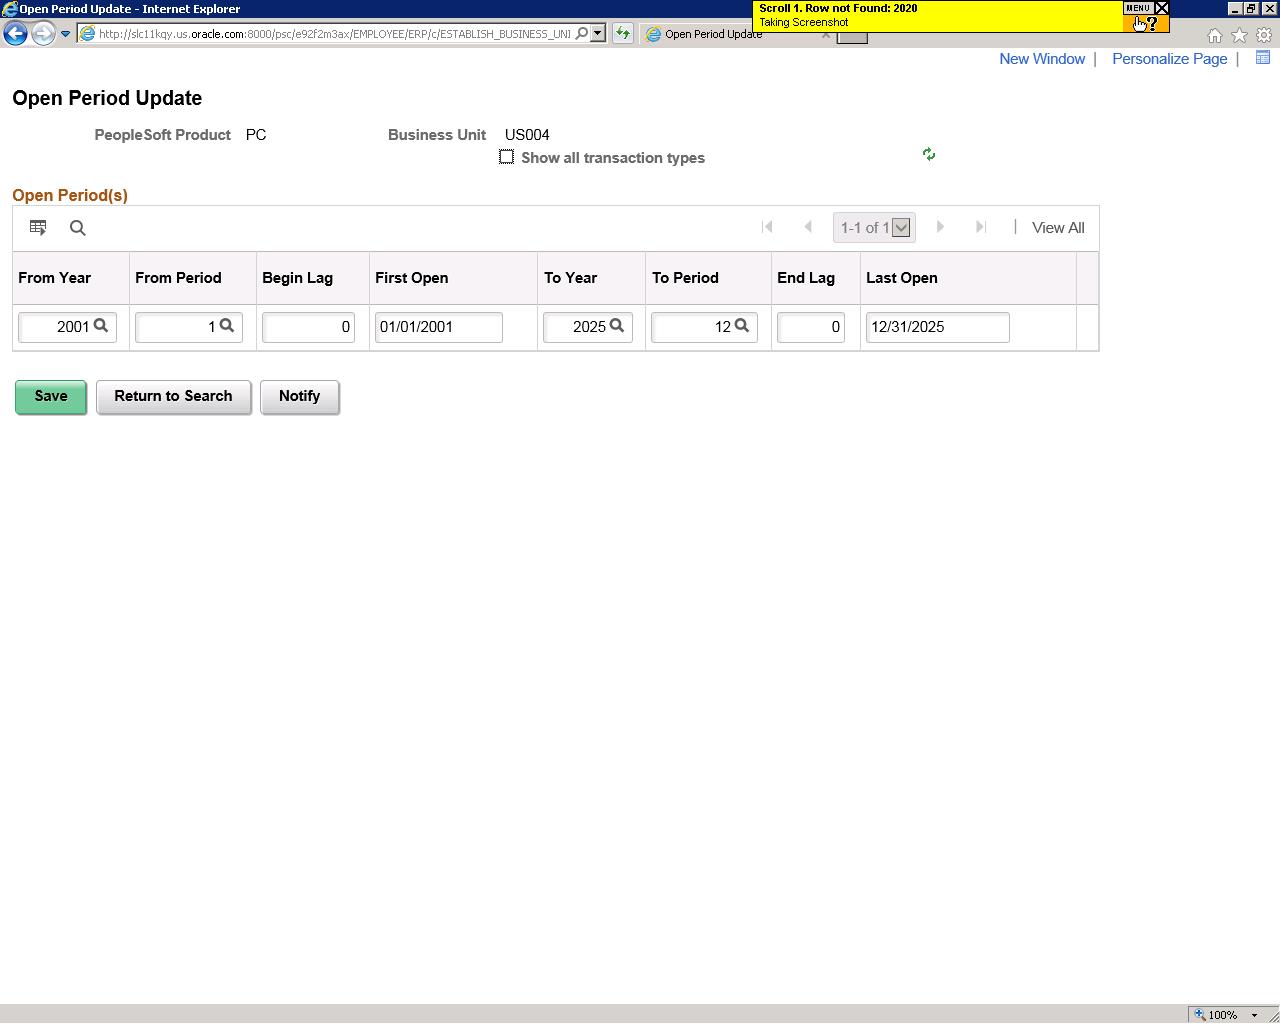 Open Period Update - Internet Explorer
Scroll 1. Row not Found: 2020
Taking Screenshot
MENU
http://slc11kqy.us.oracle.com:8000/psc/e92f2m3ax/EMPLOYEE/ERP/c/ESTABLISH_BUSINESS_UNI
Open Period Update
New Window | Personalize Page |
Open Period Update
PeopleSoft Product PC Business Unit US004
Show all transaction types
Open Period(s)
1-1 of 1 | View All
From Year From Period Begin Lag First Open To Year To Period End Lag Last Open
2001 1 0 01/01/2001 2025 12 0 12/31/2025
Save Return to Search Notify
100%